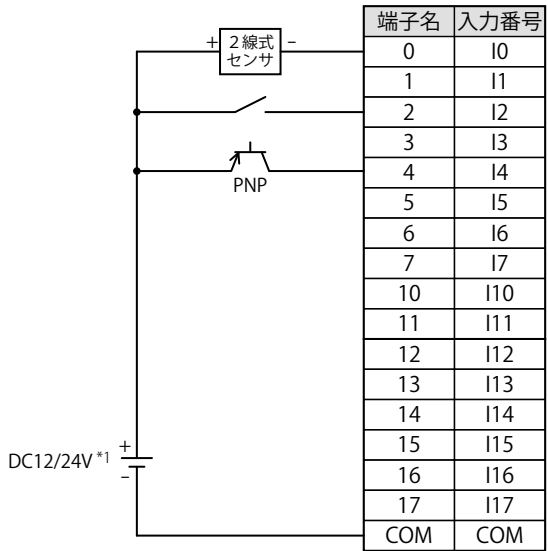 端子名 入力番号
+ 2線式 センサ –
0 I0
1 I1
2 I2
3 I3
PNP
4 I4
5 I5
6 I6
7 I7
10 I10
11 I11
12 I12
13 I13
14 I14
15 I15
DC12/24V *1
+
–
16 I16
17 I17
COM COM